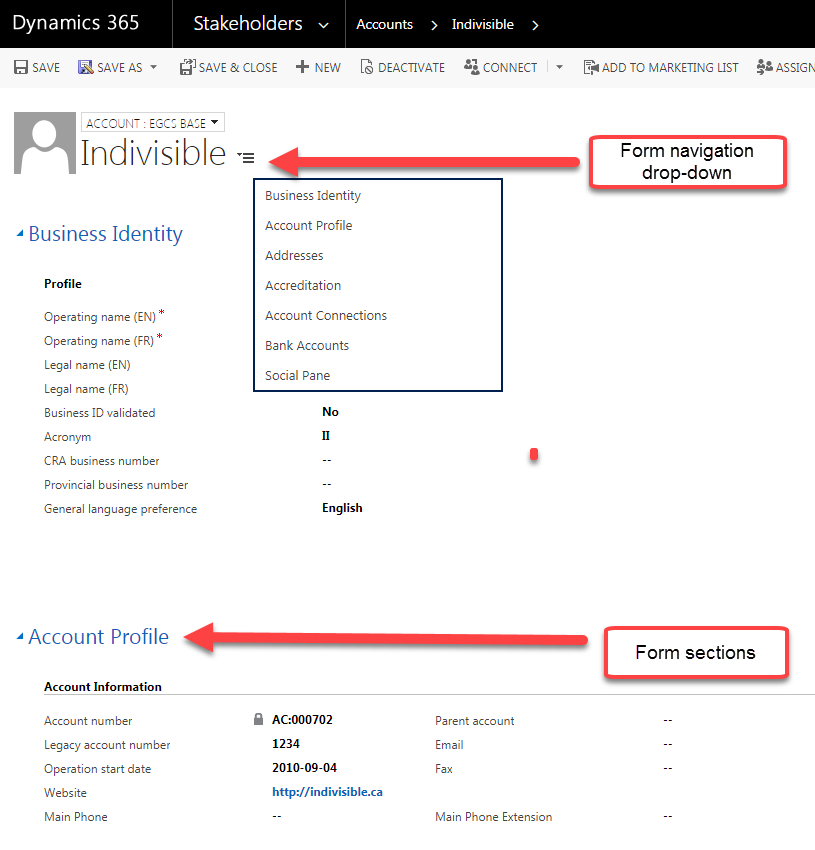 Dynamics 365 Stakeholders Accounts Indivisible
SAVE SAVE AS SAVE & CLOSE NEW DEACTIVATE CONNECT ADD TO MARKETING LIST ASSIGN
ACCOUNT : EGCS BASE
Indivisible
Form navigation
drop-down
Business Identity
Account Profile
Addresses
Accreditation
Account Connections
Bank Accounts
Social Pane
Business Identity
Profile
Operating name (EN) *
Operating name (FR) *
Legal name (EN)
Legal name (FR)
Business ID validated No
Acronym II
CRA business number --
Provincial business number --
General language preference English
Account Profile
Form sections
Account Information
Account number AC:000702 Parent account --
Legacy account number 1234 Email --
Operation start date 2010-09-04 Fax --
Website http://indivisible.ca
Main Phone -- Main Phone Extension --